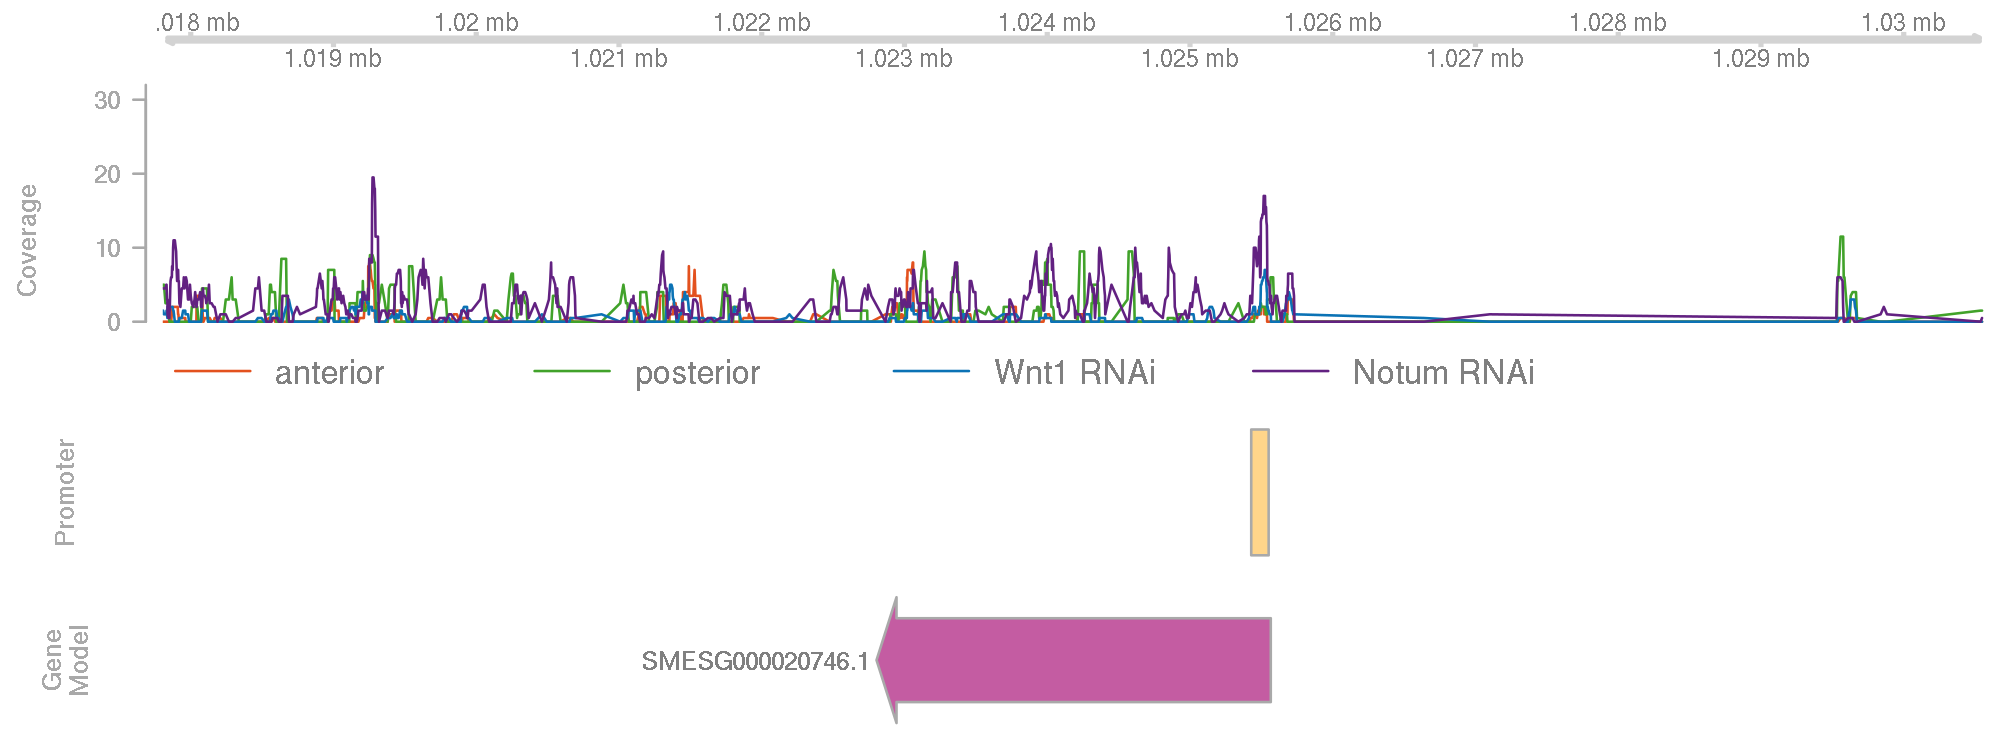 .018 mb 1.02 mb 1.022 mb 1.024 mb 1.026 mb 1.028 mb 1.03 mb
1.019 mb 1.021 mb 1.023 mb 1.025 mb 1.027 mb 1.029 mb
30
20
10
0
Coverage
anterior posterior Wnt1 RNAi Notum RNAi
Promoter
Gene
Model
SMESG000020746.1